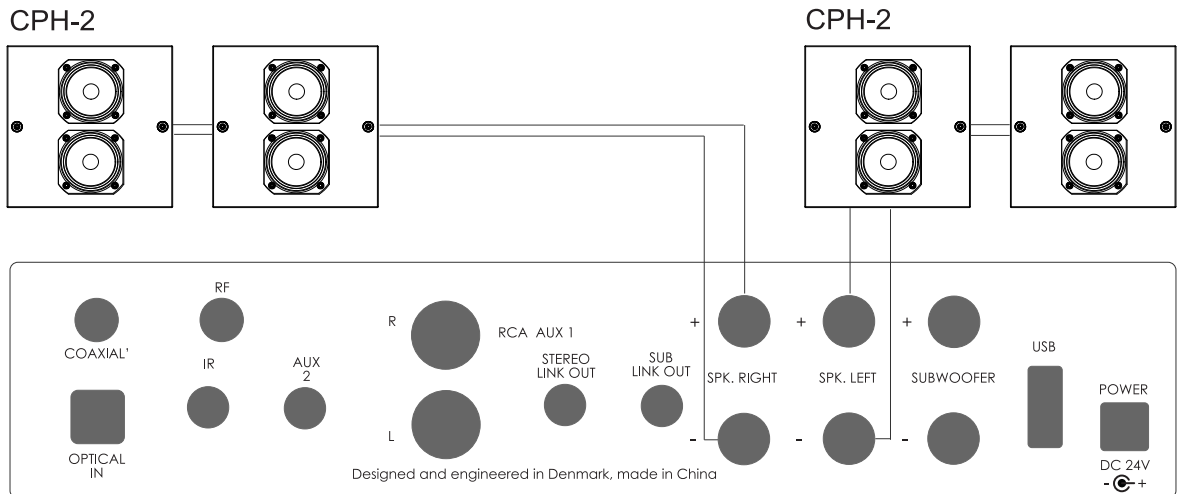 CPH-2
CPH-2
RF
R
RCA AUX 1
+
+
+
COAXIAL'
IR
AUX
2
STEREO
LINK OUT
SUB
LINK OUT
SPK. RIGHT
SPK. LEFT
SUBWOOFER
USB
POWER
L
-
-
-
OPTICAL
IN
Designed and engineered in Denmark, made in China
DC 24V
- +